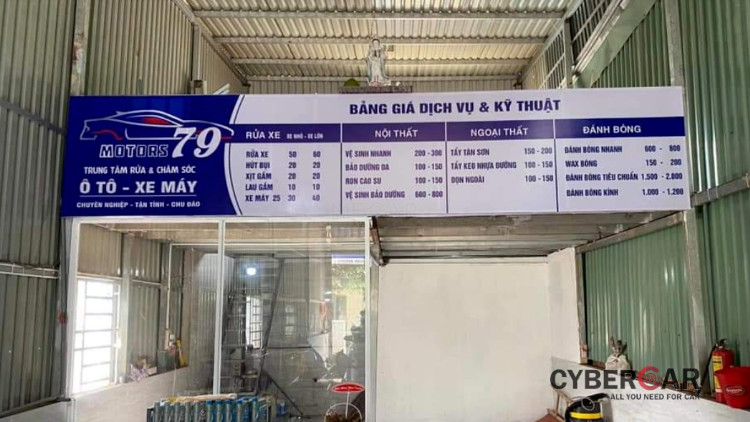 BẢNG GIÁ DỊCH VỤ & KỸ THUẬT
MOTORS 79
TRUNG TÂM RỬA & CHĂM SÓC
Ô TÔ - XE MÁY
CHUYÊN NGHIỆP - TẬN TÌNH - CHU ĐÁO
RỬA XE XE NHỎ - XE LỚN
RỬA XE 50 60
HÚT BỤI 20 20
XỊT GẦM 20 20
LAU GẦM 10 10
XE MÁY 25 30 40
NỘI THẤT
VỆ SINH NHANH 200 - 300
BẢO DƯỠNG DA 100 - 150
RON CAO SU 100 - 150
VỆ SINH BẢO DƯỠNG 600 - 800
NGOẠI THẤT
TẨY TÂN SƠN 150 - 200
TẨY KEO NHỰA ĐƯỜNG 100 - 150
DỌN NGOÀI 100 - 150
ĐÁNH BÓNG
ĐÁNH BÓNG NHANH 600 - 800
WAX BÓNG 150 - 200
ĐÁNH BÓNG TIÊU CHUẨN 1.500 - 2.000
ĐÁNH BÓNG KÍNH 1.000 - 1.200
CYBERCAR
ALL YOU NEED FOR CAR